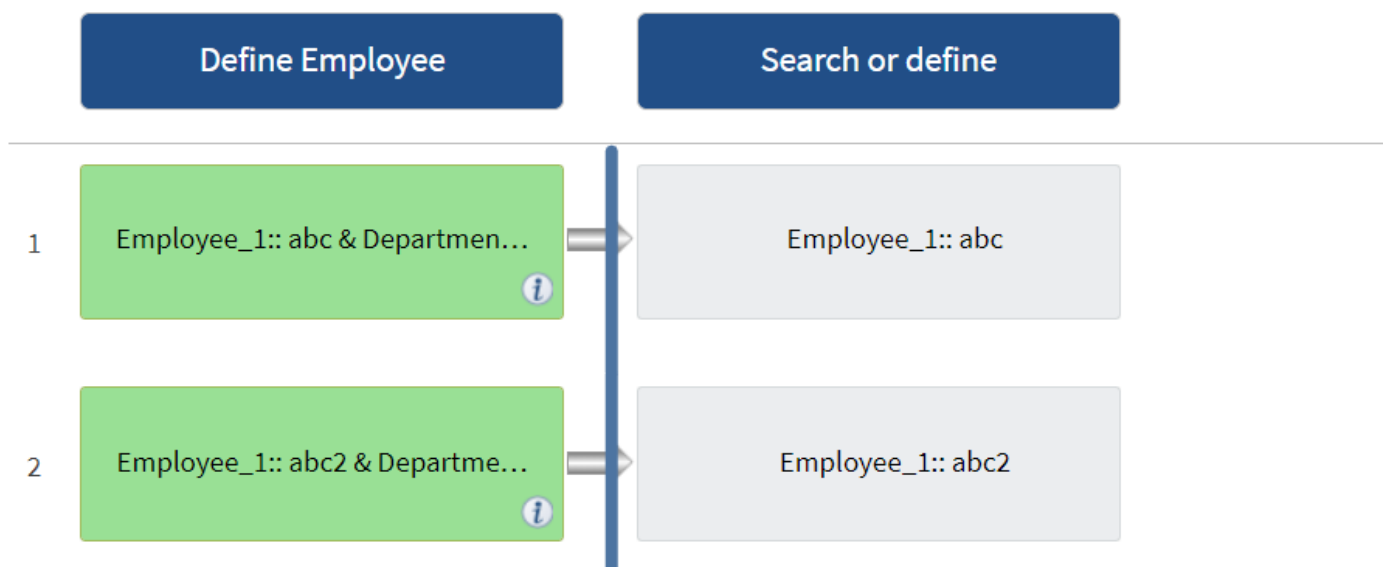 Define Employee
Search or define
1
Employee_1:: abc & Departmen...
Employee_1:: abc
i
2
Employee_1:: abc2 & Departme...
Employee_1:: abc2
i